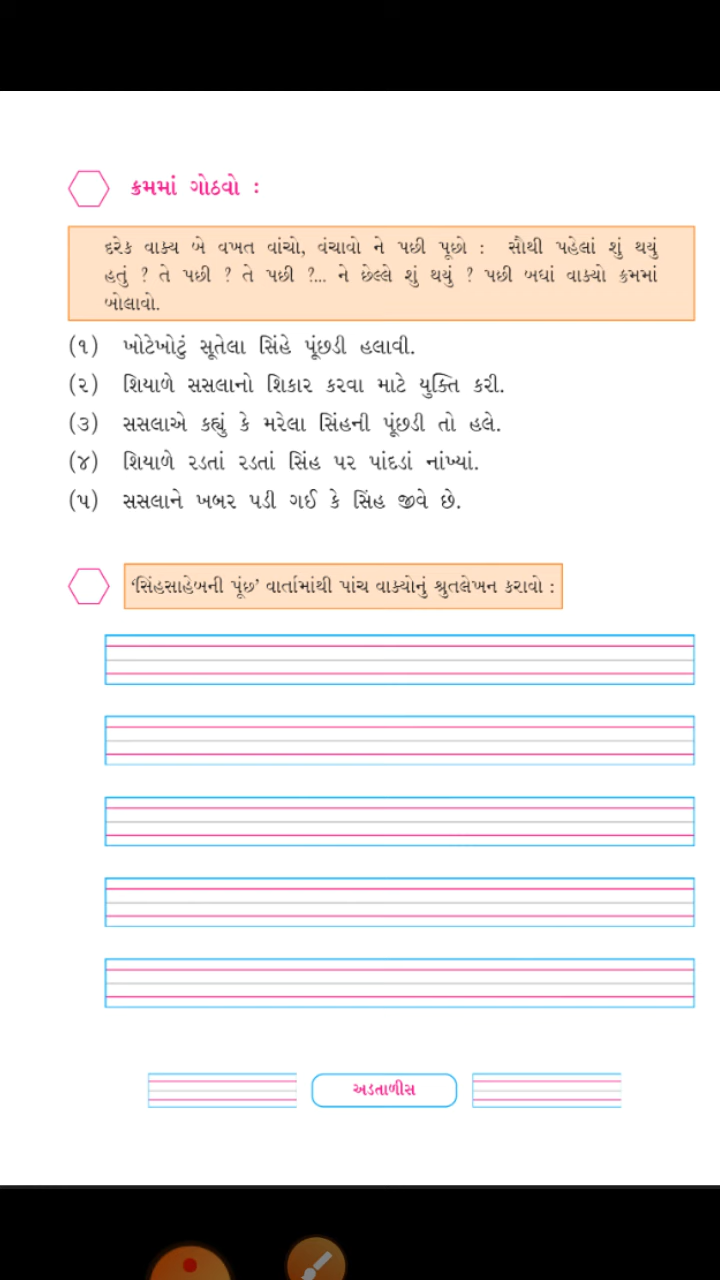 ક્રમમાં ગોઠવો :
દરેક વાક્ય બે વખત વાંચો, વંચાવો ને પછી પૂછો : સૌથી પહેલાં શું થયું
હતું ? તે પછી ? તે પછી ?... ને છેલ્લે શું થયું ? પછી બધાં વાક્યો ક્રમમાં
બોલાવો.
(૧) ખોટેખોટું સૂતેલા સિંહે પૂંછડી હલાવી.
(૨) શિયાળે સસલાનો શિકાર કરવા માટે યુક્તિ કરી.
(૩) સસલાએ કહ્યું કે મરેલા સિંહની પૂંછડી તો હલે.
(૪) શિયાળે રડતાં રડતાં સિંહ પર પાંદડાં નાંખ્યાં.
(૫) સસલાને ખબર પડી ગઈ કે સિંહ જીવે છે.
‘સિંહસાહેબની પૂંછ’ વાર્તામાંથી પાંચ વાક્યોનું શ્રુતલેખન કરાવો :
અડતાળીસ